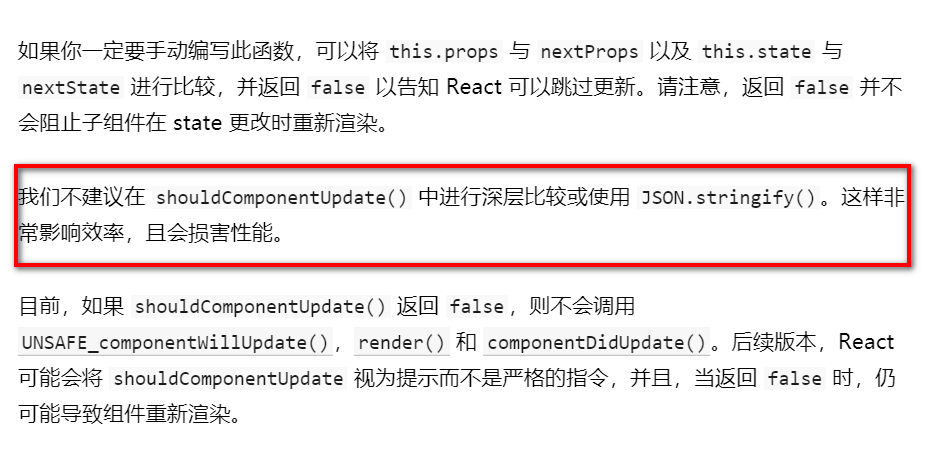 如果你一定要手动编写此函数，可以将 this.props 与 nextProps 以及 this.state 与
nextState 进行比较，并返回 false 以告知 React 可以跳过更新。请注意，返回 false 并不
会阻止子组件在 state 更改时重新渲染。
我们不建议在 shouldComponentUpdate() 中进行深层比较或使用 JSON.stringify()。这样非
常影响效率，且会损害性能。
目前，如果 shouldComponentUpdate() 返回 false，则不会调用
UNSAFE_componentWillUpdate()，render() 和 componentDidUpdate()。后续版本，React
可能会将 shouldComponentUpdate 视为提示而不是严格的指令，并且，当返回 false 时，仍
可能导致组件重新渲染。